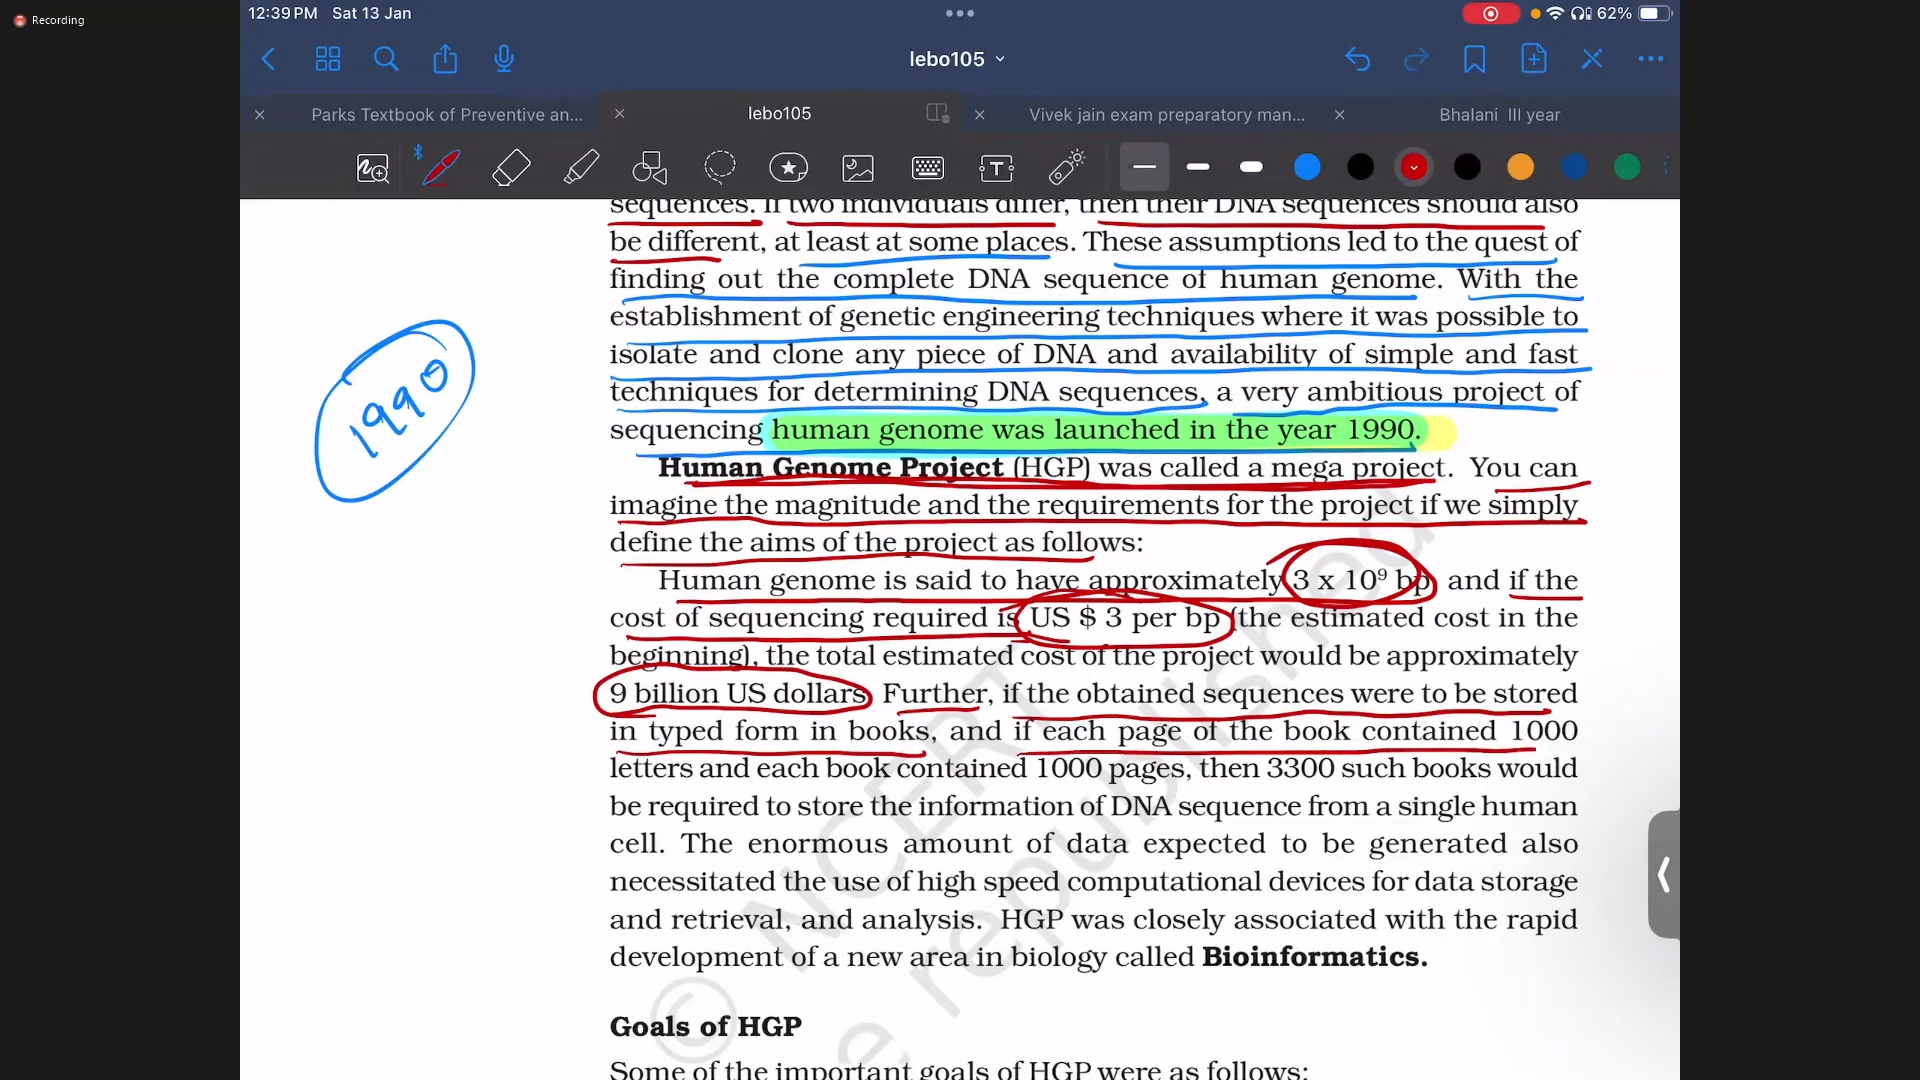 Recording
12:39 PM Sat 13 Jan
62%
lebo105
Parks Textbook of Preventive an...
lebo105
Vivek jain exam preparatory man...
Bhalani III year
sequences. If two individuals differ, then their DNA sequences should also
be different, at least at some places. These assumptions led to the quest of
finding out the complete DNA sequence of human genome. With the
establishment of genetic engineering techniques where it was possible to
isolate and clone any piece of DNA and availability of simple and fast
techniques for determining DNA sequences, a very ambitious project of
sequencing human genome was launched in the year 1990.
1990
Human Genome Project (HGP) was called a mega project. You can
imagine the magnitude and the requirements for the project if we simply
define the aims of the project as follows:
Human genome is said to have approximately 3 x 10⁹ bp, and if the
cost of sequencing required is US $ 3 per bp (the estimated cost in the
beginning), the total estimated cost of the project would be approximately
9 billion US dollars. Further, if the obtained sequences were to be stored
in typed form in books, and if each page of the book contained 1000
letters and each book contained 1000 pages, then 3300 such books would
be required to store the information of DNA sequence from a single human
cell. The enormous amount of data expected to be generated also
necessitated the use of high speed computational devices for data storage
and retrieval, and analysis. HGP was closely associated with the rapid
development of a new area in biology called Bioinformatics.
Goals of HGP
Some of the important goals of HGP were as follows:
© NCERT
republished